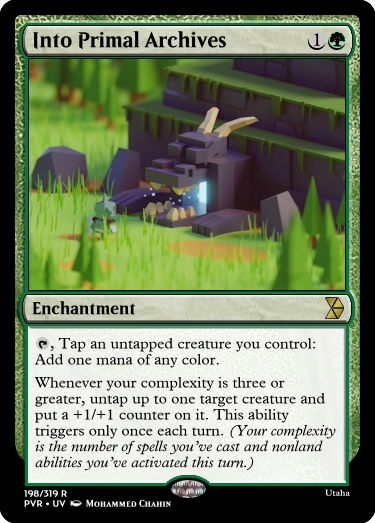 Into Primal Archives 1
Enchantment
, Tap an untapped creature you control:
Add one mana of any color.
Whenever your complexity is three or
greater, untap up to one target creature and
put a +1/+1 counter on it. This ability
triggers only once each turn. (Your complexity
is the number of spells you've cast and nonland
abilities you've activated this turn.)
198/319 R
Utaha
PVR • UV Mohammed Chahin